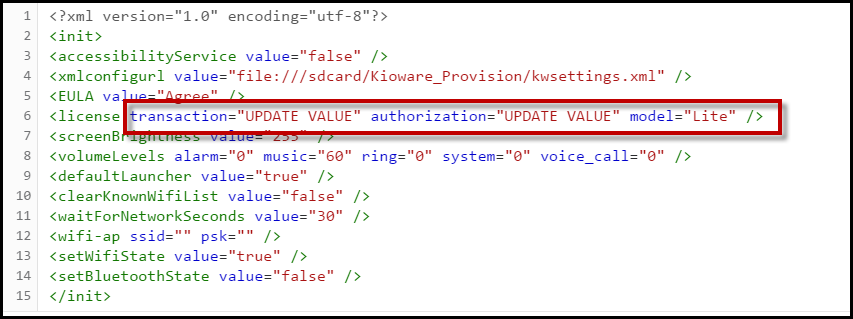 1 <?xml version="1.0" encoding="utf-8"?>
2 <init>
3 <accessibilityService value="false" />
4 <xmlconfigurl value="file:///sdcard/Kioware_Provision/kwsettings.xml" />
5 <EULA value="Agree" />
6 <license transaction="UPDATE VALUE" authorization="UPDATE VALUE" model="Lite" />
7 <screenBrightness value="255" />
8 <volumeLevels alarm="0" music="60" ring="0" system="0" voice_call="0" />
9 <defaultLauncher value="true" />
10 <clearKnownWifiList value="false" />
11 <waitForNetworkSeconds value="30" />
12 <wifi-ap ssid="" psk="" />
13 <setWifiState value="true" />
14 <setBluetoothState value="false" />
15 </init>